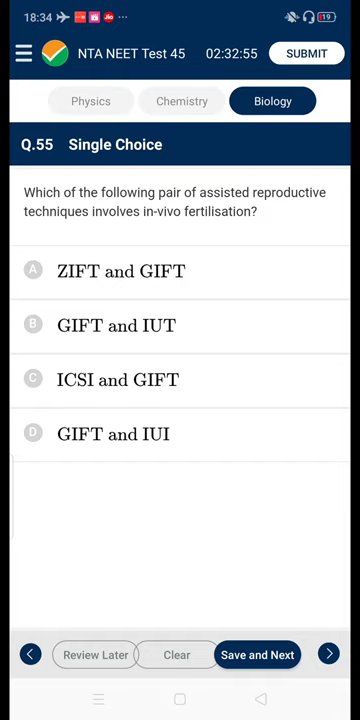 18:34 19
NTA NEET Test 45 02:32:55 SUBMIT
Physics Chemistry Biology
Q.55 Single Choice
Which of the following pair of assisted reproductive
techniques involves in-vivo fertilisation?
A ZIFT and GIFT
B GIFT and IUT
C ICSI and GIFT
D GIFT and IUI
Review Later Clear Save and Next